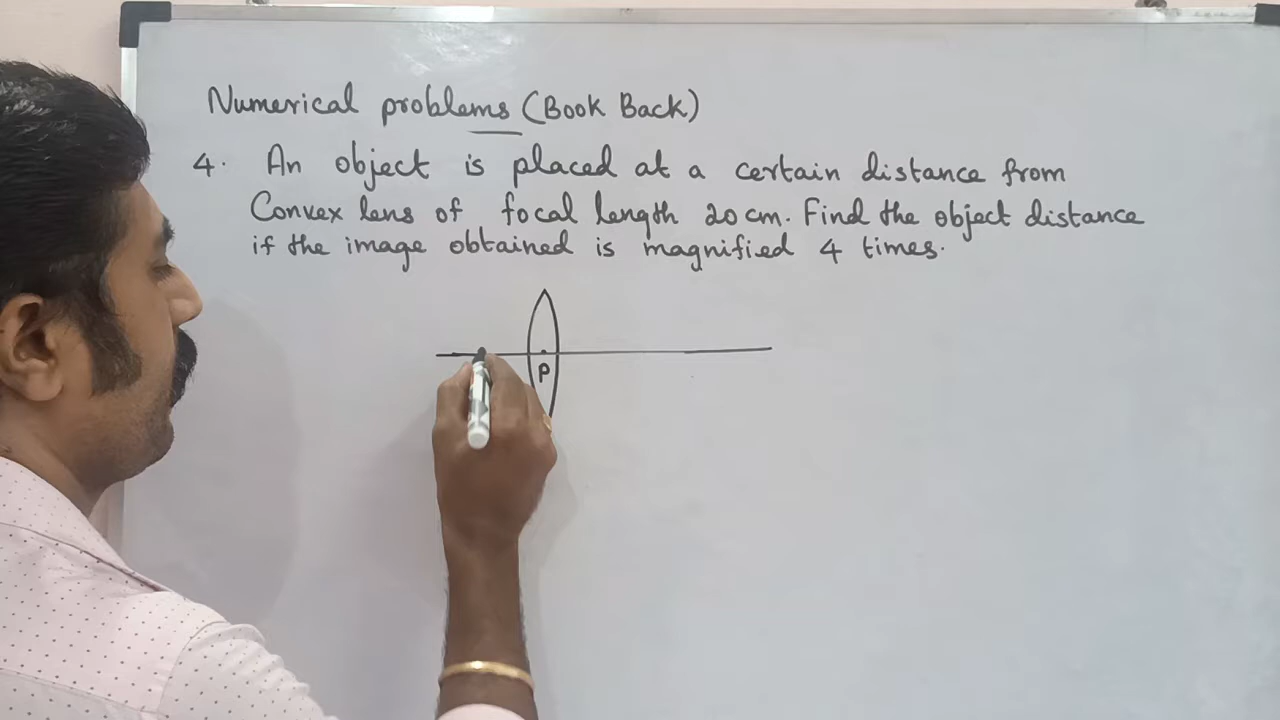 Numerical problems (Book Back)
4. An object is placed at a certain distance from
Convex lens of focal length 20 cm. Find the object distance
if the image obtained is magnified 4 times.
P